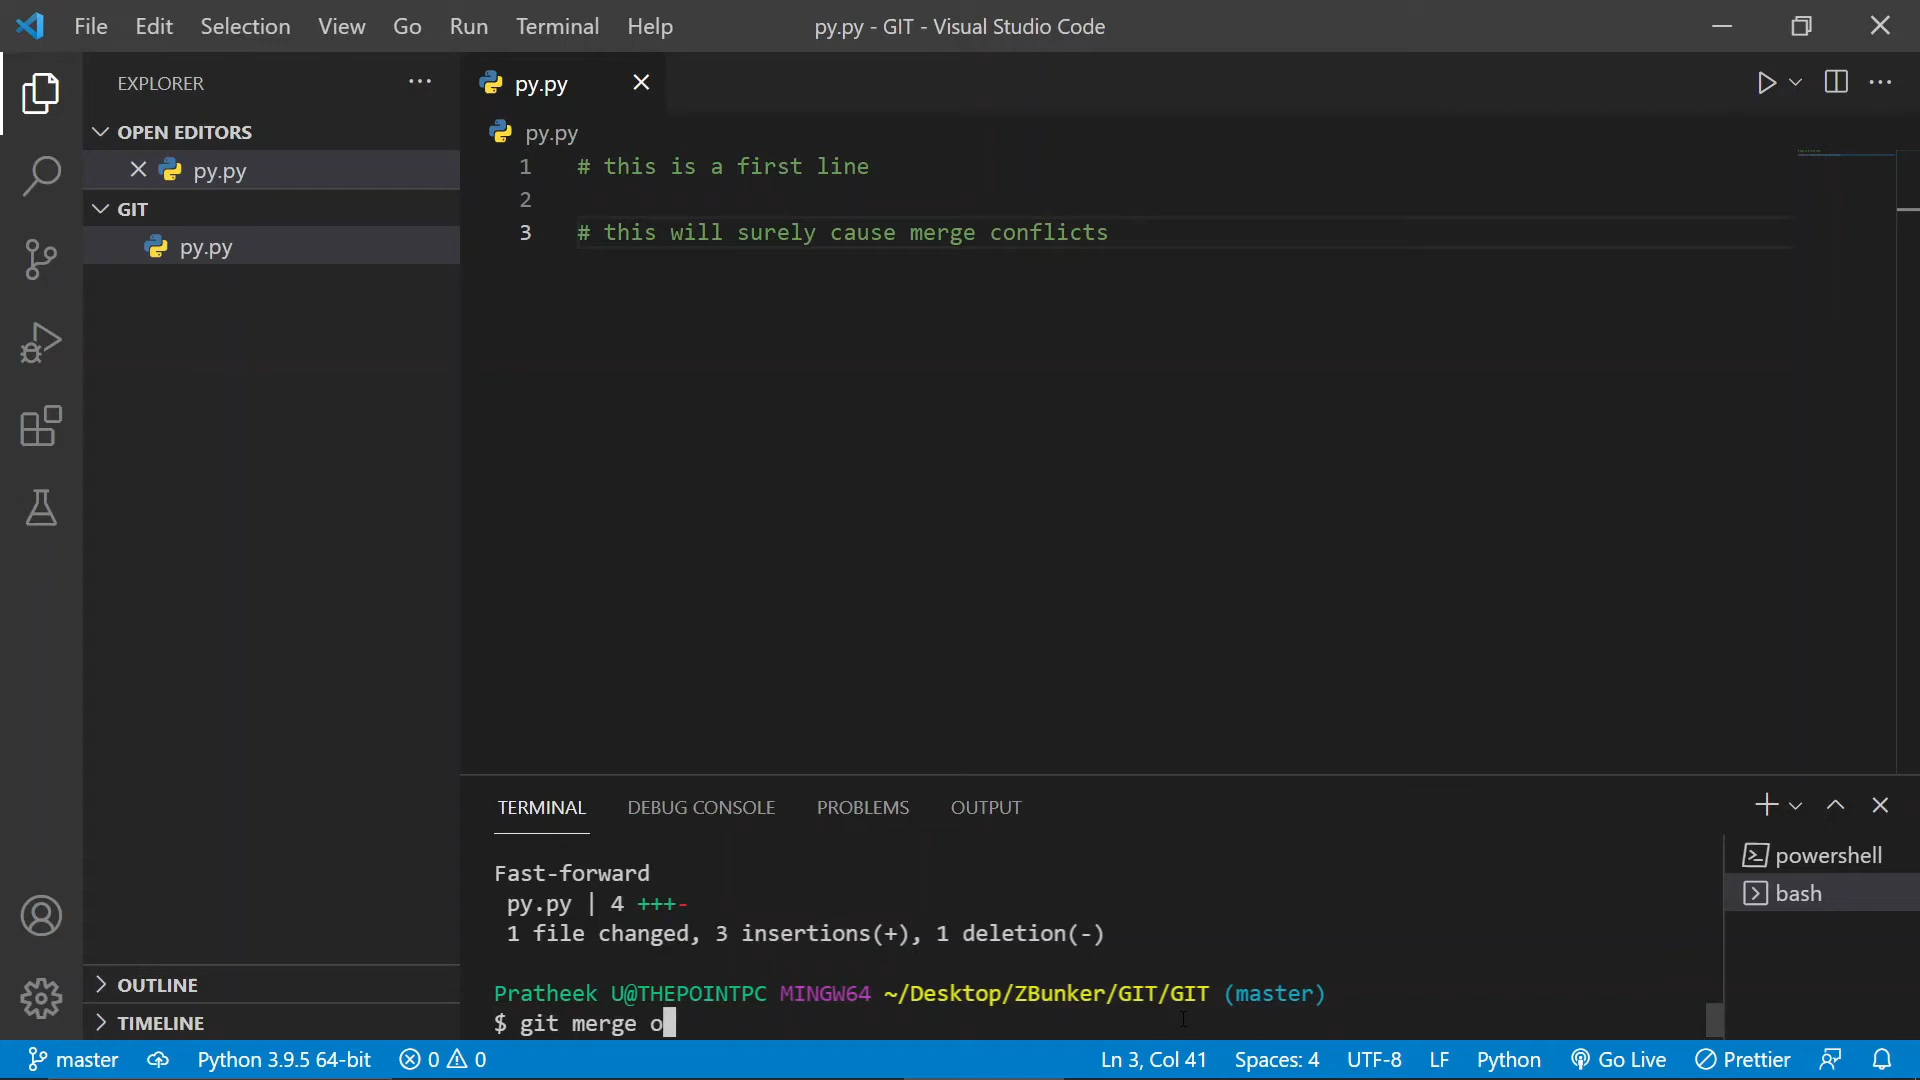 File Edit Selection View Go Run Terminal Help
py.py - GIT - Visual Studio Code
EXPLORER
OPEN EDITORS
py.py
GIT
py.py
OUTLINE
TIMELINE
py.py
py.py
1 # this is a first line
2
3 # this will surely cause merge conflicts
TERMINAL DEBUG CONSOLE PROBLEMS OUTPUT
Fast-forward
py.py | 4 +++-
1 file changed, 3 insertions(+), 1 deletion(-)
Pratheek U@THEPOINTPC MINGW64 ~/Desktop/ZBunker/GIT/GIT (master)
$ git merge o
powershell
bash
master Python 3.9.5 64-bit 0 0 Ln 3, Col 41 Spaces: 4 UTF-8 LF Python Go Live Prettier